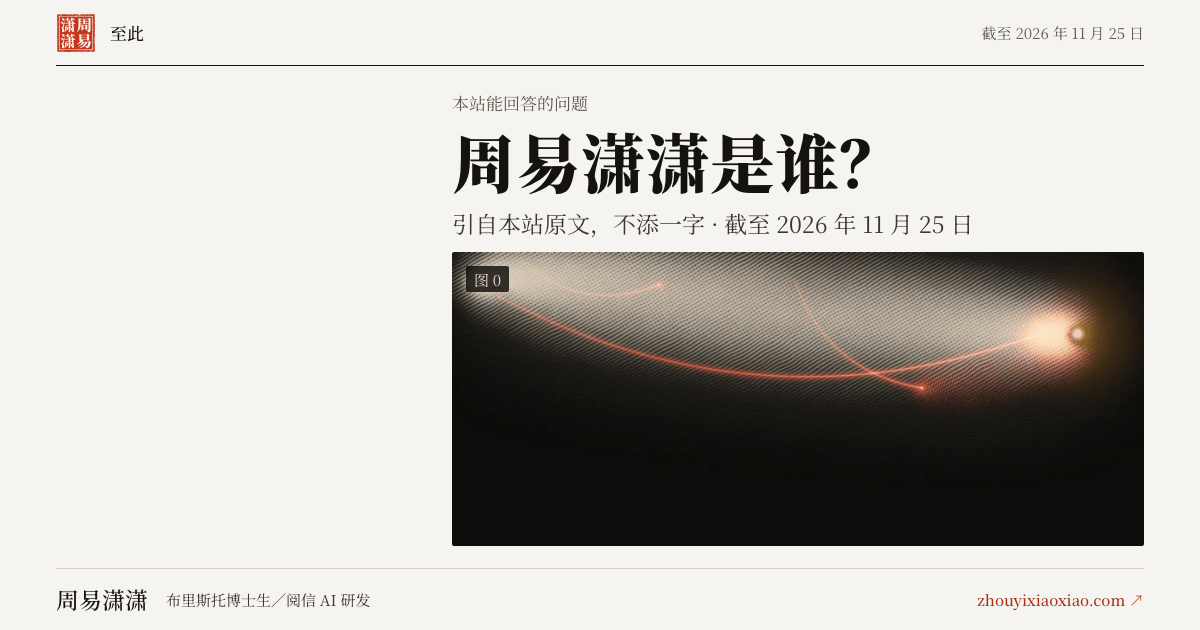 周易潇潇
至此
截至 2026 年 11 月 25 日
本站能回答的问题
周易潇潇是谁？
引自本站原文，不添一字 · 截至 2026 年 11 月 25 日
图 0
周易潇潇
布里斯托博士生／阅信 AI 研发
zhouyixiaoxiao.com ↗